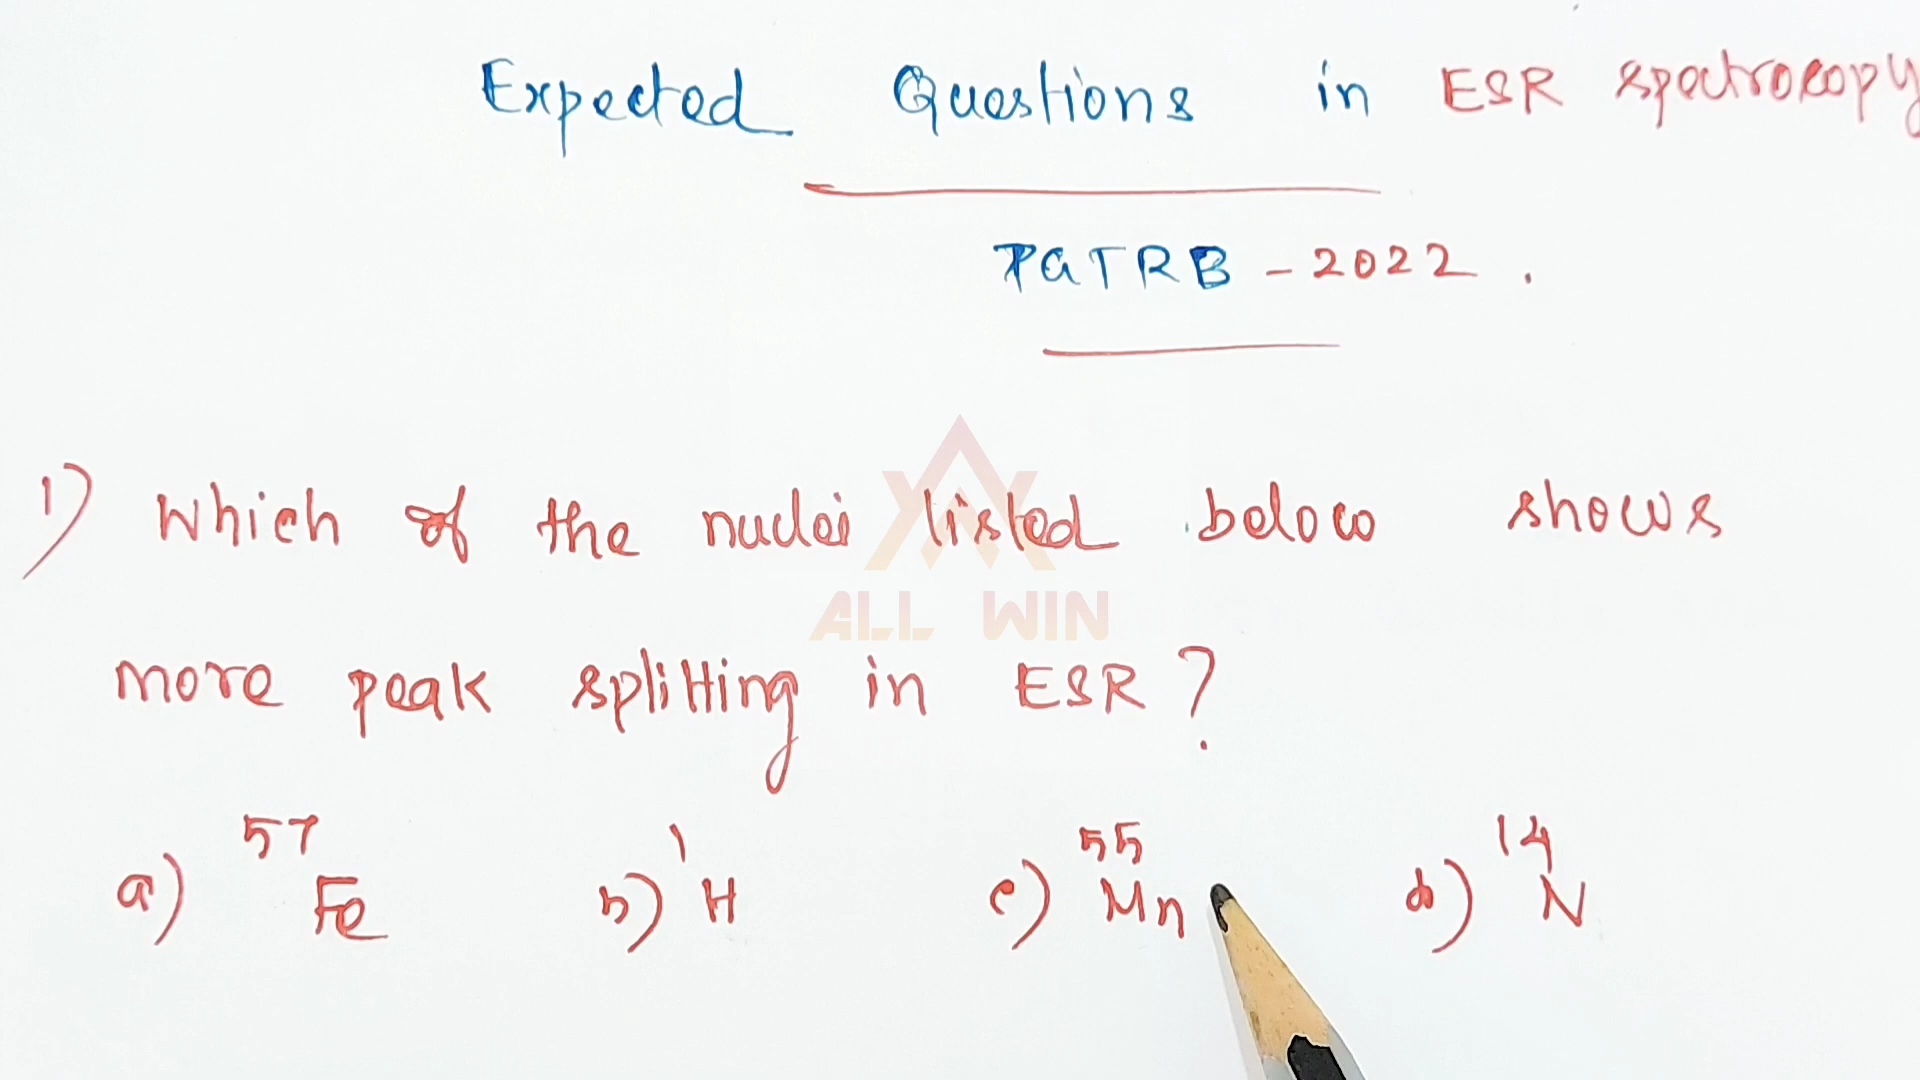 Expected Questions in ESR spectrocopy
PGTRB - 2022.
1) Which of the nuclei listed below shows
ALL WIN
more peak splitting in ESR?
a) 57Fe b) 1H c) 55Mn d) 14N